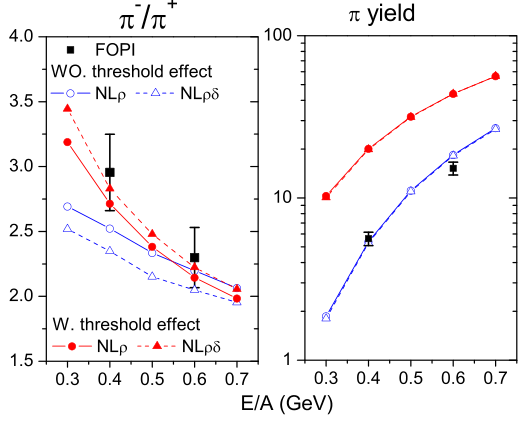 π⁻/π⁺
π yield
4.0
3.5
3.0
2.5
2.0
1.5
FOPI
WO. threshold effect
NLρ NLρδ
W. threshold effect
NLρ NLρδ
0.3 0.4 0.5 0.6 0.7
100
10
1
0.3 0.4 0.5 0.6 0.7
E/A (GeV)